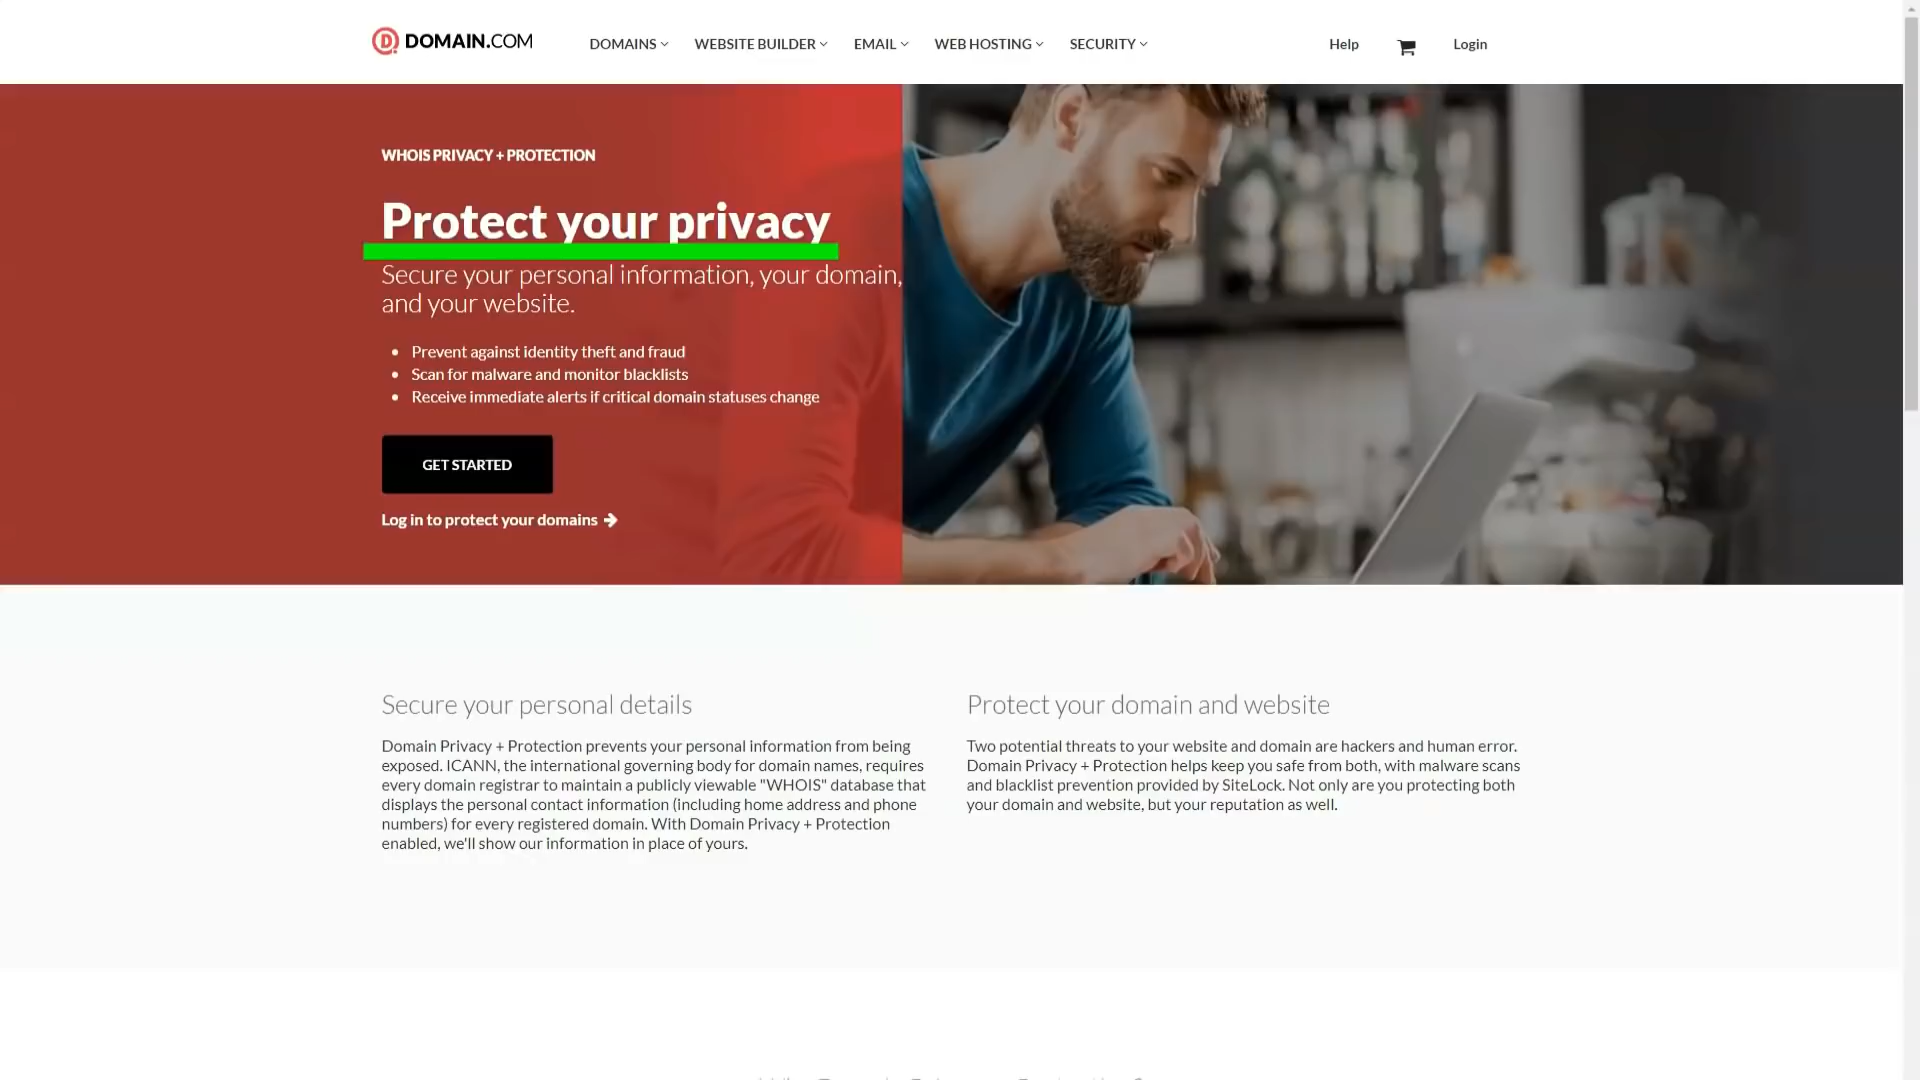 DOMAIN.COM
DOMAINS
WEBSITE BUILDER
EMAIL
WEB HOSTING
SECURITY
Help
Login
WHOIS PRIVACY + PROTECTION
Protect your privacy
Secure your personal information, your domain,
and your website.
Prevent against identity theft and fraud
Scan for malware and monitor blacklists
Receive immediate alerts if critical domain statuses change
GET STARTED
Log in to protect your domains
Secure your personal details
Domain Privacy + Protection prevents your personal information from being
exposed. ICANN, the international governing body for domain names, requires
every domain registrar to maintain a publicly viewable "WHOIS" database that
displays the personal contact information (including home address and phone
numbers) for every registered domain. With Domain Privacy + Protection
enabled, we'll show our information in place of yours.
Protect your domain and website
Two potential threats to your website and domain are hackers and human error.
Domain Privacy + Protection helps keep you safe from both, with malware scans
and blacklist prevention provided by SiteLock. Not only are you protecting both
your domain and website, but your reputation as well.